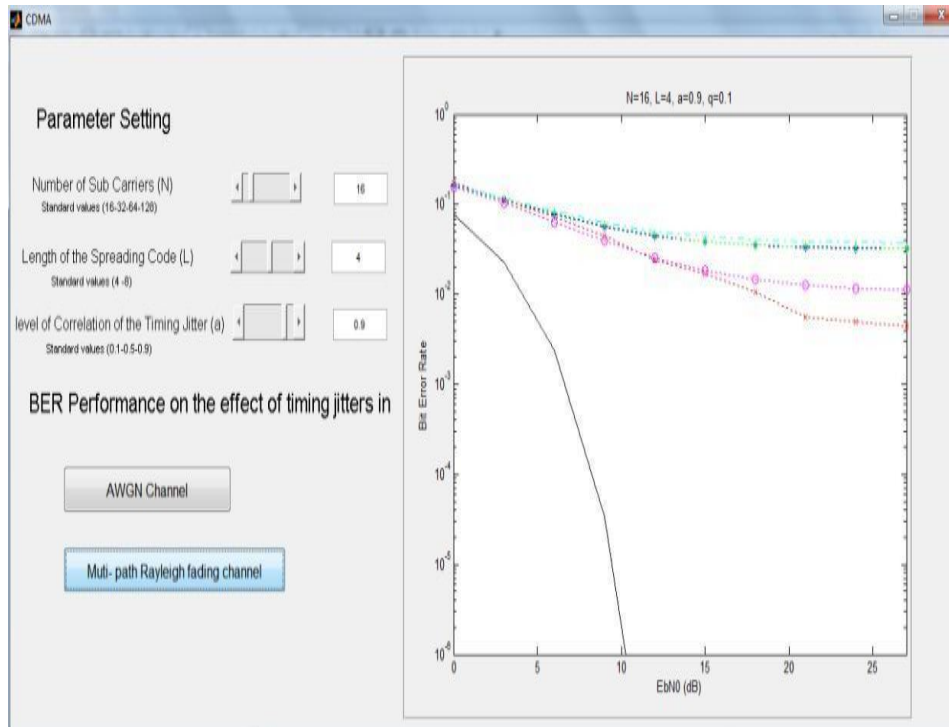 CDMA
Parameter Setting
Number of Sub Carriers (N)
Standard values (16-32-64-128)
16
Length of the Spreading Code (L)
Standard values (4 -8)
4
level of Correlation of the Timing Jitter (a)
Standard values (0.1-0.5-0.9)
0.9
BER Performance on the effect of timing jitters in
AWGN Channel
Muti- path Rayleigh fading channel
N=16, L=4, a=0.9, q=0.1
Bit Error Rate
10^0
10^-1
10^-2
10^-3
10^-4
10^-5
10^-6
0 5 10 15 20 25
EbN0 (dB)